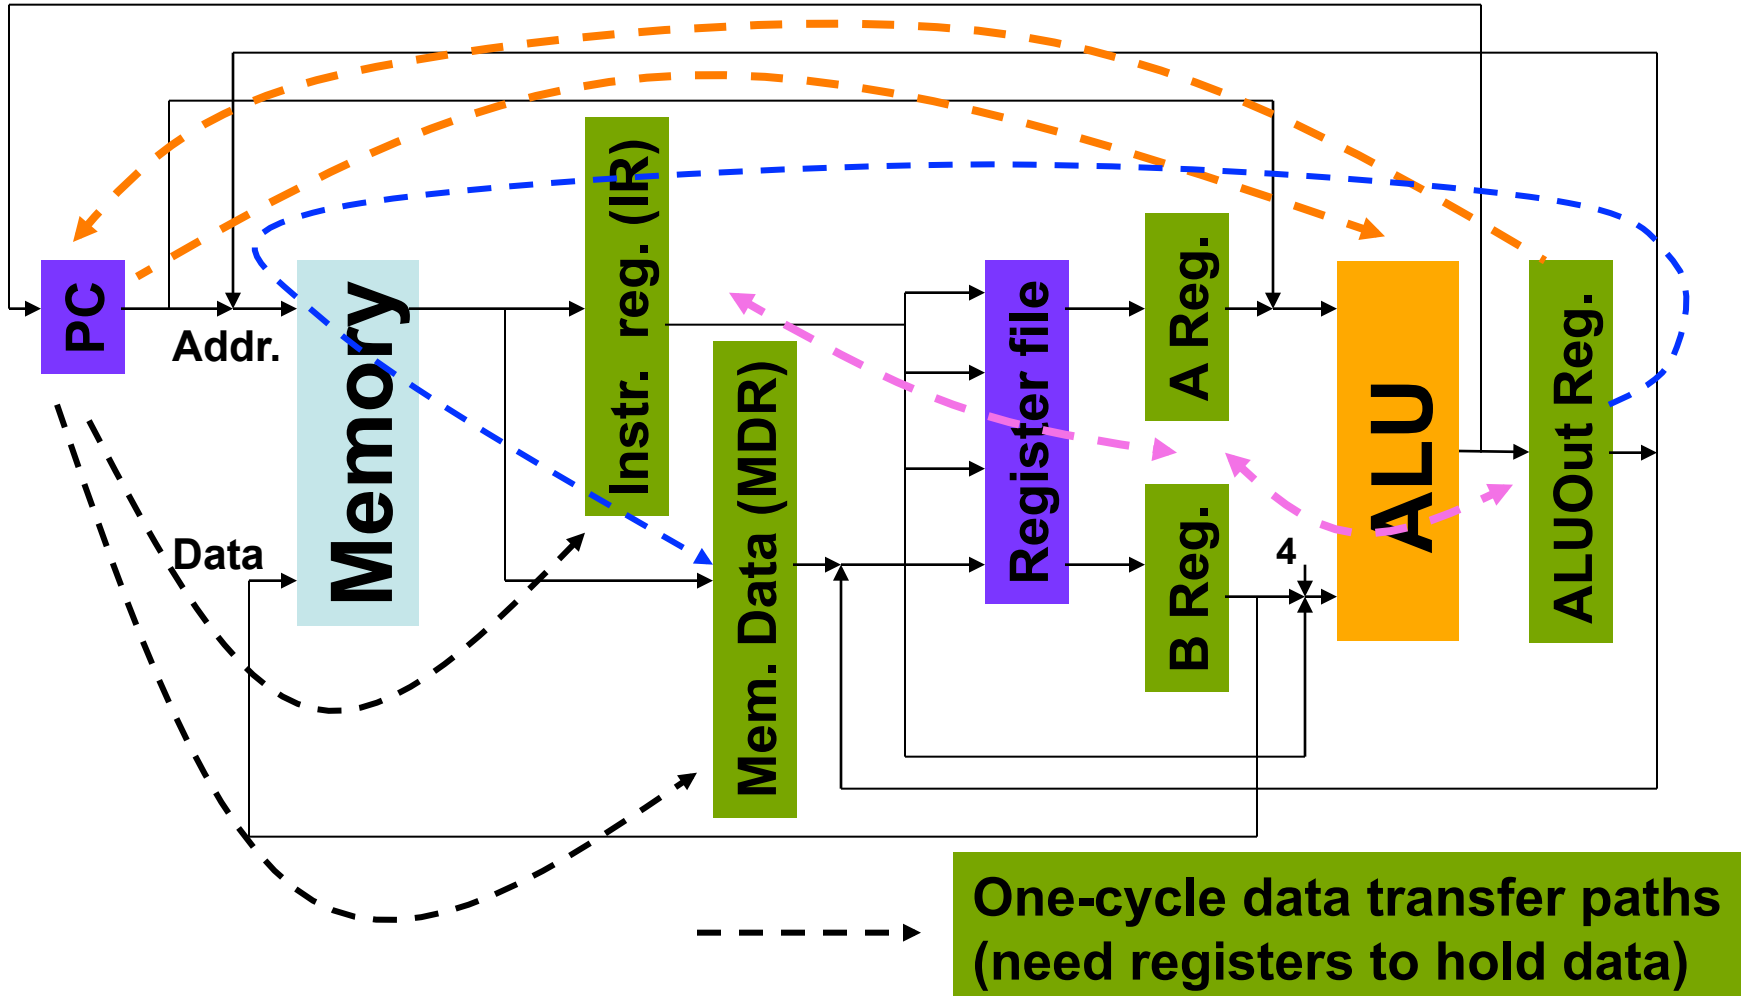 PC
Addr.
Data
Memory
Instr. reg. (IR)
Mem. Data (MDR)
Register file
A Reg.
B Reg.
4
ALU
ALUOut Reg.
One-cycle data transfer paths
(need registers to hold data)